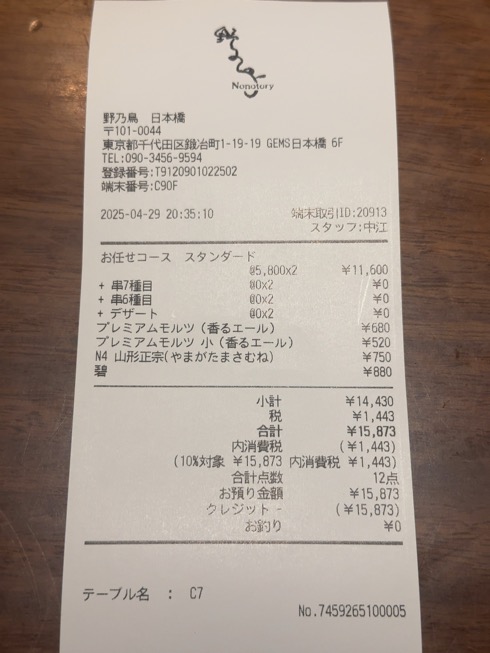 Nonotory
野乃鳥 日本橋
〒101-0044
東京都千代田区鍛冶町1-19-19 GEMS日本橋 6F
TEL:090-3456-9594
登録番号:T9120901022502
端末番号:C90F
2025-04-29 20:35:10 端末取引ID:20913
スタッフ:中江
お任せコース スタンダード
@5,800x2 ¥11,600
+ 串7種目 @0x2 ¥0
+ 串6種目 @0x2 ¥0
+ デザート @0x2 ¥0
プレミアムモルツ(香るエール) ¥680
プレミアムモルツ 小(香るエール) ¥520
N4 山形正宗(やまがたまさむね) ¥750
碧 ¥880
小計 ¥14,430
税 ¥1,443
合計 ¥15,873
内消費税 (¥1,443)
(10%対象 ¥15,873 内消費税 ¥1,443)
合計点数 12点
お預り金額 ¥15,873
クレジット - (¥15,873)
お釣り ¥0
テーブル名 : C7
No.7459265100005